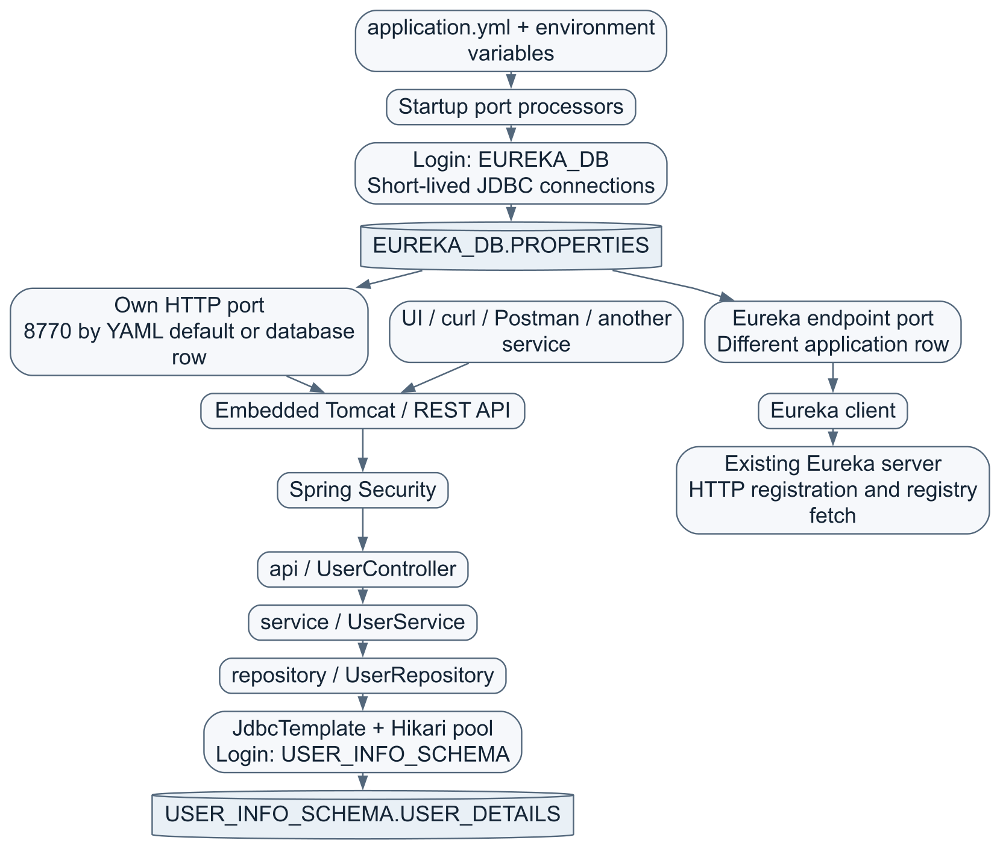 application.yml + environment
variables
Startup port processors
Login: EUREKA_DB
Short-lived JDBC connections
EUREKA_DB.PROPERTIES
Own HTTP port
8770 by YAML default or database
row
UI / curl / Postman / another
service
Eureka endpoint port
Different application row
Embedded Tomcat / REST API
Eureka client
Spring Security
Existing Eureka server
HTTP registration and registry
fetch
api / UserController
service / UserService
repository / UserRepository
JdbcTemplate + Hikari pool
Login: USER_INFO_SCHEMA
USER_INFO_SCHEMA.USER_DETAILS